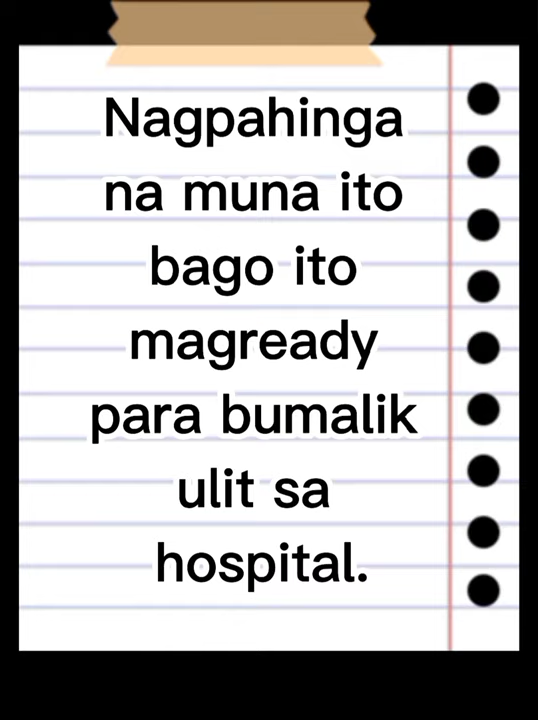 Nagpahinga
na muna ito
bago ito
magready
para bumalik
ulit sa
hospital.